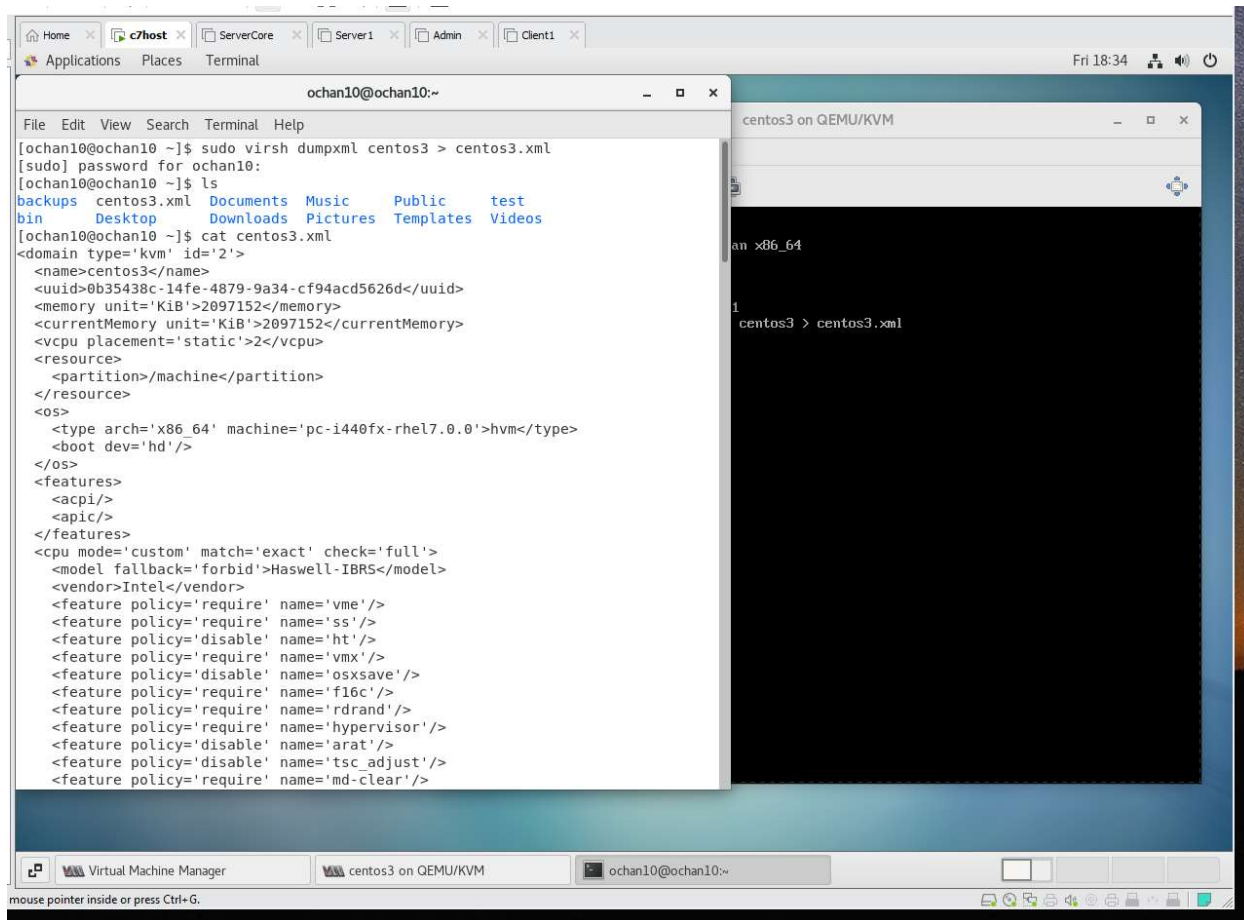 Home
c7host
ServerCore
Server1
Admin
Client1
Applications Places Terminal
Fri 18:34
ochan10@ochan10:~
File Edit View Search Terminal Help
[ochan10@ochan10 ~]$ sudo virsh dumpxml centos3 > centos3.xml
[sudo] password for ochan10:
[ochan10@ochan10 ~]$ ls
backups centos3.xml Documents Music Public test
bin Desktop Downloads Pictures Templates Videos
[ochan10@ochan10 ~]$ cat centos3.xml
<domain type='kvm' id='2'>
  <name>centos3</name>
  <uuid>0b35438c-14fe-4879-9a34-cf94acd5626d</uuid>
  <memory unit='KiB'>2097152</memory>
  <currentMemory unit='KiB'>2097152</currentMemory>
  <vcpu placement='static'>2</vcpu>
  <resource>
    <partition>/machine</partition>
  </resource>
  <os>
    <type arch='x86_64' machine='pc-i440fx-rhel7.0.0'>hvm</type>
    <boot dev='hd'/>
  </os>
  <features>
    <acpi/>
    <apic/>
  </features>
  <cpu mode='custom' match='exact' check='full'>
    <model fallback='forbid'>Haswell-IBRS</model>
    <vendor>Intel</vendor>
    <feature policy='require' name='vme'/>
    <feature policy='require' name='ss'/>
    <feature policy='disable' name='ht'/>
    <feature policy='require' name='vmx'/>
    <feature policy='disable' name='osxsave'/>
    <feature policy='require' name='f16c'/>
    <feature policy='require' name='rdrand'/>
    <feature policy='require' name='hypervisor'/>
    <feature policy='disable' name='arat'/>
    <feature policy='disable' name='tsc_adjust'/>
    <feature policy='require' name='md-clear'/>
centos3 on QEMU/KVM
an x86_64
1
centos3 > centos3.xml
Virtual Machine Manager
centos3 on QEMU/KVM
ochan10@ochan10:~
mouse pointer inside or press Ctrl+G.